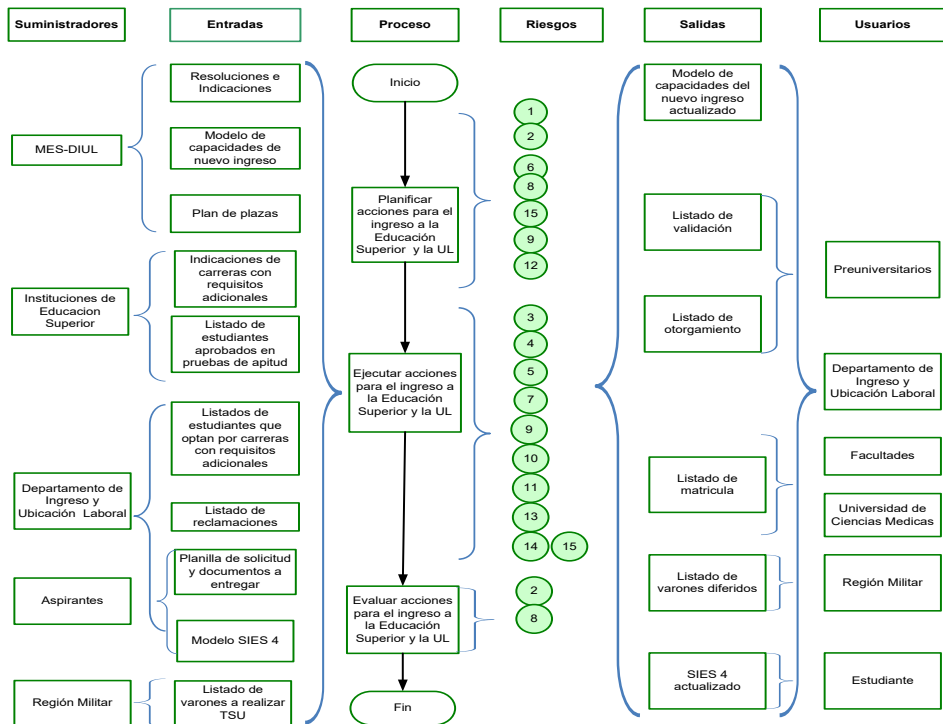 Suministradores
Entradas
Proceso
Riesgos
Salidas
Usuarios
MES-DIUL
Instituciones de
Educacion
Superior
Departamento de
Ingreso y
Ubicación Laboral
Aspirantes
Región Militar
Resoluciones e
Indicaciones
Modelo de
capacidades de
nuevo ingreso
Plan de plazas
Indicaciones de
carreras con
requisitos
adicionales
Listado de
estudiantes
aprobados en
pruebas de apitud
Listados de
estudiantes que
optan por carreras
con requisitos
adicionales
Listado de
reclamaciones
Planilla de solicitud
y documentos a
entregar
Modelo SIES 4
Listado de
varones a realizar
TSU
Inicio
Planificar
acciones para el
ingreso a la
Educación
Superior y la UL
Ejecutar acciones
para el ingreso a
la Educación
Superior y la UL
Evaluar acciones
para el ingreso a
la Educación
Superior y la UL
Fin
1
2
6
8
15
9
12
3
4
5
7
9
10
11
13
14
15
2
8
Modelo de
capacidades del
nuevo ingreso
actualizado
Listado de
validación
Listado de
otorgamiento
Listado de
matricula
Listado de
varones diferidos
SIES 4
actualizado
Preuniversitarios
Departamento de
Ingreso y
Ubicación Laboral
Facultades
Universidad de
Ciencias Medicas
Región Militar
Estudiante